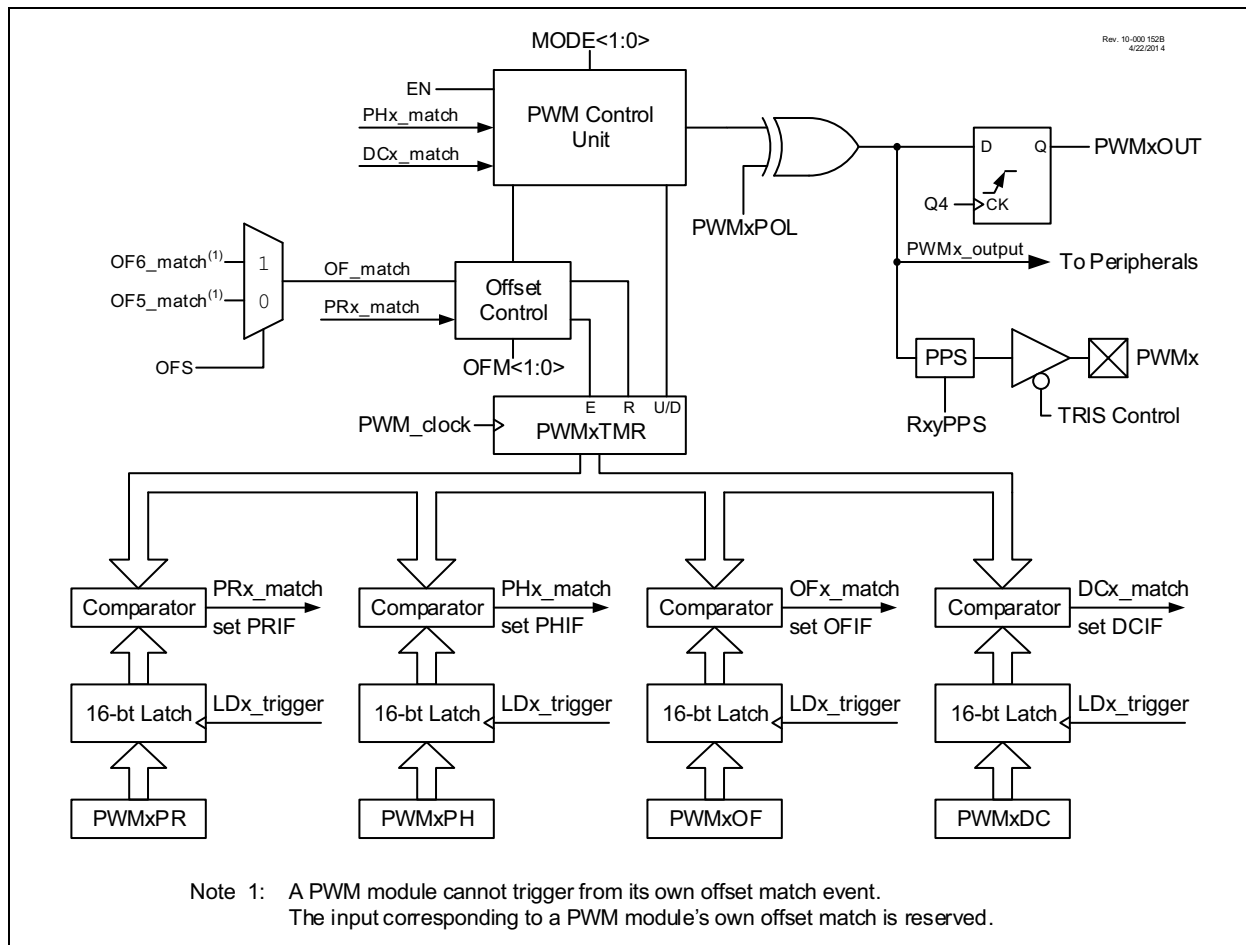 Rev. 10-000 152B
4/22/2014
MODE<1:0>
EN
PHx_match
DCx_match
PWM Control
Unit
PWMxPOL
D Q
CK
Q4
PWMxOUT
PWMx_output
To Peripherals
OF6_match(1)
OF5_match(1)
1
0
OFS
OF_match
PRx_match
Offset
Control
OFM<1:0>
PPS
RxyPPS
PWMx
TRIS Control
E R U/D
PWM_clock
PWMxTMR
Comparator
PRx_match
set PRIF
Comparator
PHx_match
set PHIF
Comparator
OFx_match
set OFIF
Comparator
DCx_match
set DCIF
16-bt Latch
LDx_trigger
16-bt Latch
LDx_trigger
16-bt Latch
LDx_trigger
16-bt Latch
LDx_trigger
PWMxPR
PWMxPH
PWMxOF
PWMxDC
Note 1: A PWM module cannot trigger from its own offset match event.
The input corresponding to a PWM module's own offset match is reserved.